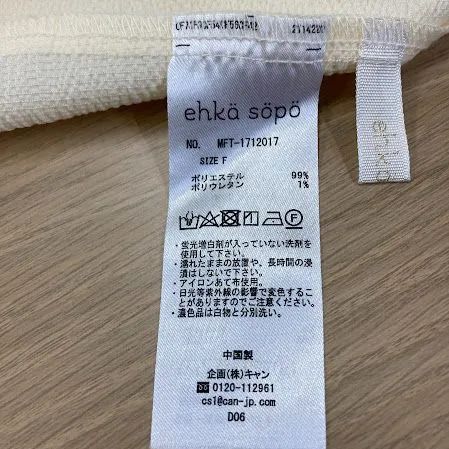 ehkä söpö
NO. MFT-1712017
SIZE F
ポリエステル 99%
ポリウレタン 1%
・蛍光増白剤が入っていない洗剤を
使用して下さい。
・濡れたままの放置や、長時間の浸
漬はしないで下さい。
・アイロンあて布使用。
・日光等紫外線の影響で変色するこ
とがありますのでご注意ください。
・濃色品は白物と分別洗い。
中国製
企画(株)キャン
0120-112961
cs1@can-jp.com
D06